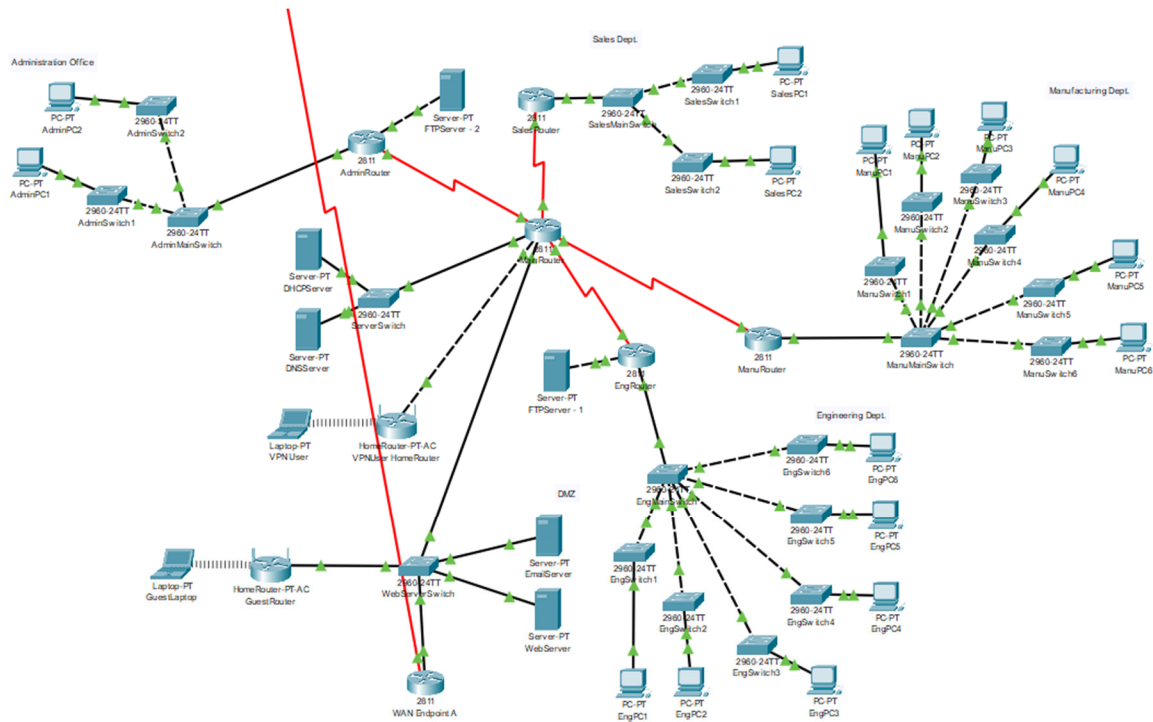 Administration Office
PC-PT
AdminPC2
2960-24TT
AdminSwitch2
PC-PT
AdminPC1
2960-24TT
AdminSwitch1
2960-24TT
AdminMainSwitch
Server-PT
FTPServer - 2
2811
AdminRouter
Sales Dept.
2811
SalesRouter
2960-24TT
SalesMainSwitch
2960-24TT
SalesSwitch1
PC-PT
SalesPC1
2960-24TT
SalesSwitch2
PC-PT
SalesPC2
Manufacturing Dept.
PC-PT
ManuPC1
PC-PT
ManuPC2
PC-PT
ManuPC3
PC-PT
ManuPC4
2960-24TT
ManuSwitch3
2960-24TT
ManuSwitch2
2960-24TT
ManuSwitch4
2960-24TT
ManuSwitch1
PC-PT
ManuPC5
2960-24TT
ManuSwitch5
2960-24TT
ManuMainSwitch
2960-24TT
ManuSwitch6
PC-PT
ManuPC6
2811
ManuRouter
2811
MainRouter
Server-PT
DHCPServer
2960-24TT
ServerSwitch
Server-PT
DNSServer
2811
EngRouter
Server-PT
FTPServer - 1
Laptop-PT
VPN User
HomeRouter-PT-AC
VPNUser HomeRouter
Engineering Dept.
2960-24TT
EngMainSwitch
2960-24TT
EngSwitch6
PC-PT
EngPC6
2960-24TT
EngSwitch5
PC-PT
EngPC5
2960-24TT
EngSwitch4
PC-PT
EngPC4
2960-24TT
EngSwitch1
2960-24TT
EngSwitch2
2960-24TT
EngSwitch3
PC-PT
EngPC1
PC-PT
EngPC2
PC-PT
EngPC3
DMZ
Server-PT
EmailServer
Server-PT
WebServer
2960-24TT
WebServerSwitch
Laptop-PT
GuestLaptop
HomeRouter-PT-AC
GuestRouter
2811
WAN Endpoint A